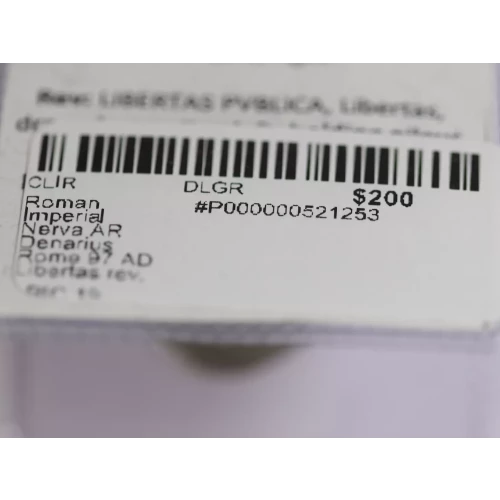 Rev: LIBERTAS PVBLICA, Libertas,
CLIR DLGR $200
#P000000521253
Roman
Imperial
Nerva AR
Denarius
Rome 97 AD
Libertas rev.